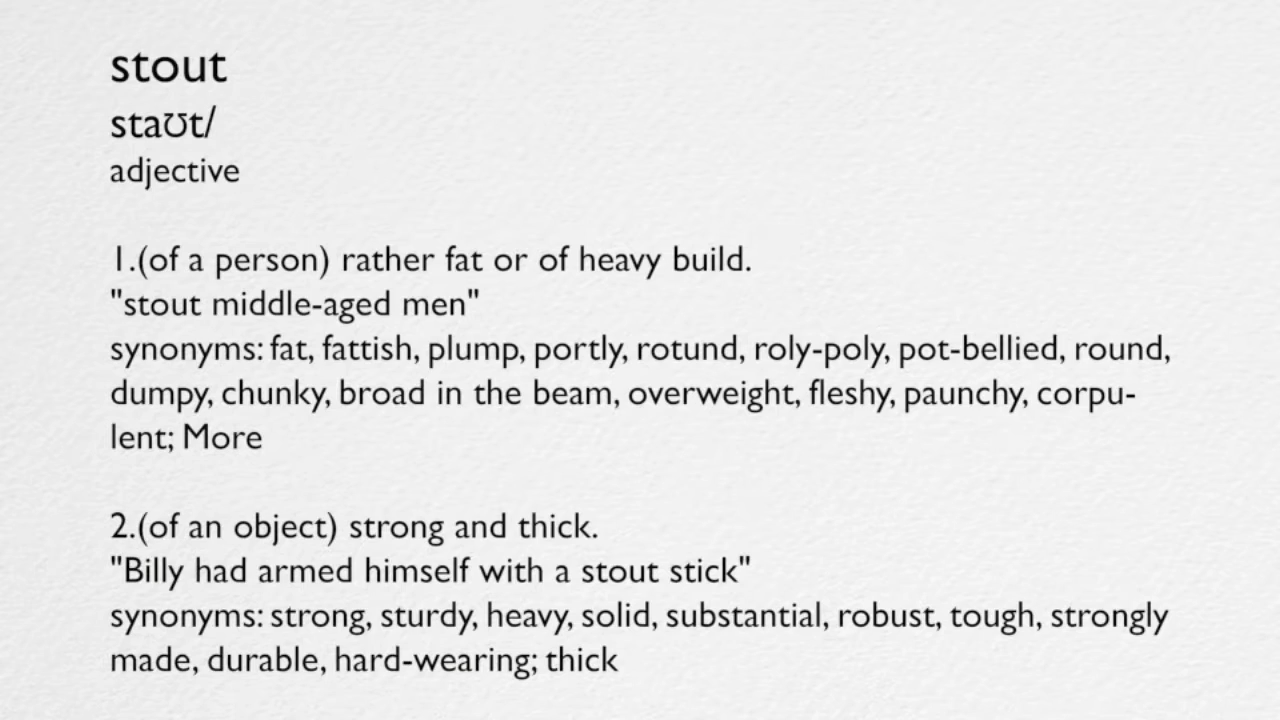 stout
staƱt/
adjective
1.(of a person) rather fat or of heavy build.
"stout middle-aged men"
synonyms: fat, fattish, plump, portly, rotund, roly-poly, pot-bellied, round,
dumpy, chunky, broad in the beam, overweight, fleshy, paunchy, corpu-
lent; More
2.(of an object) strong and thick.
"Billy had armed himself with a stout stick"
synonyms: strong, sturdy, heavy, solid, substantial, robust, tough, strongly
made, durable, hard-wearing; thick